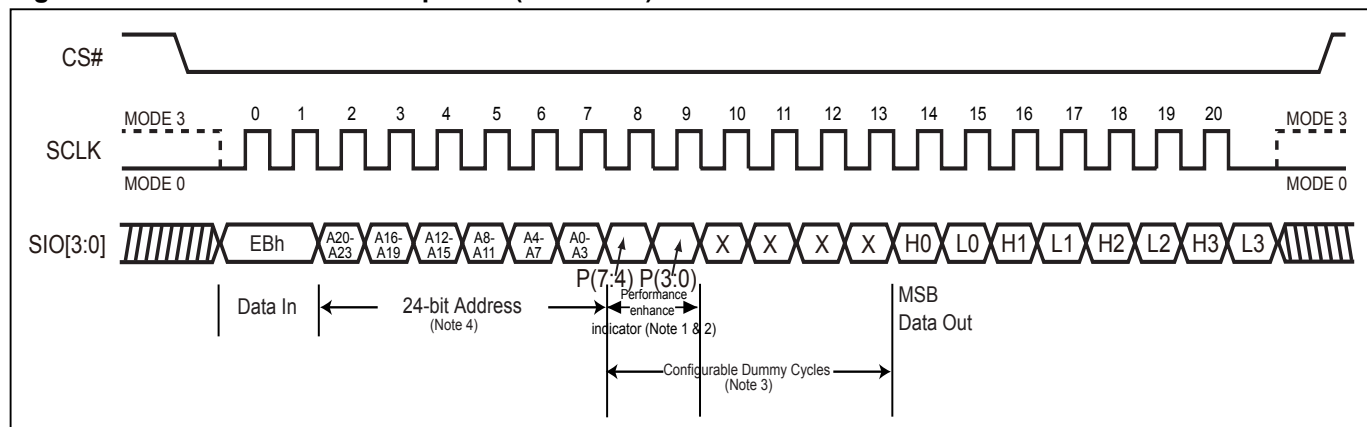 CS#
MODE 3
0 1 2 3 4 5 6 7 8 9 10 11 12 13 14 15 16 17 18 19 20
MODE 3
SCLK
MODE 0
MODE 0
SIO[3:0]
EBh
A20-
A23
A16-
A19
A12-
A15
A8-
A11
A4-
A7
A0-
A3
X X X X H0 L0 H1 L1 H2 L2 H3 L3
P(7:4) P(3:0)
Data In
24-bit Address
(Note 4)
Performance
enhance
indicator (Note 1 & 2)
MSB
Data Out
Configurable Dummy Cycles
(Note 3)